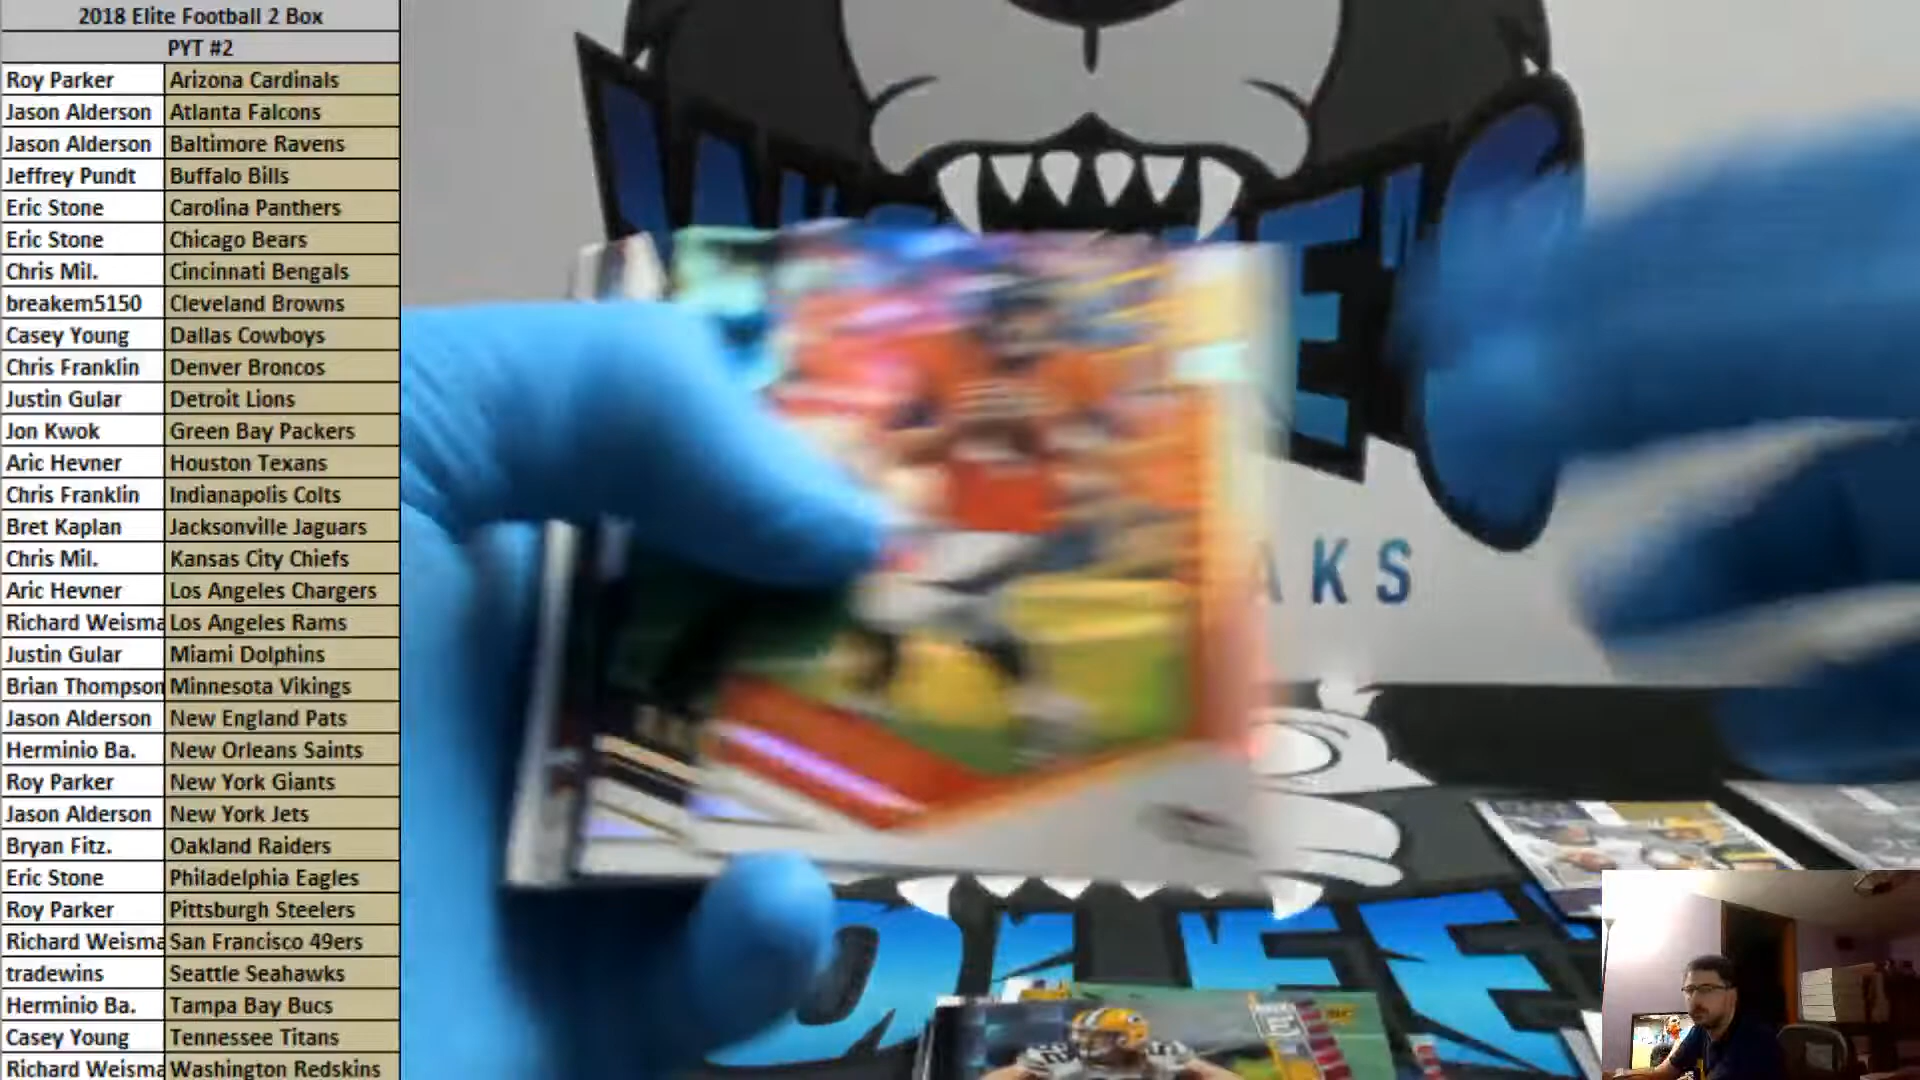 2018 Elite Football 2 Box
PYT #2
Roy Parker Arizona Cardinals
Jason Alderson Atlanta Falcons
Jason Alderson Baltimore Ravens
Jeffrey Pundt Buffalo Bills
Eric Stone Carolina Panthers
Eric Stone Chicago Bears
Chris Mil. Cincinnati Bengals
breakem5150 Cleveland Browns
Casey Young Dallas Cowboys
Chris Franklin Denver Broncos
Justin Gular Detroit Lions
Jon Kwok Green Bay Packers
Aric Hevner Houston Texans
Chris Franklin Indianapolis Colts
Bret Kaplan Jacksonville Jaguars
Chris Mil. Kansas City Chiefs
Aric Hevner Los Angeles Chargers
Richard Weisma Los Angeles Rams
Justin Gular Miami Dolphins
Brian Thompson Minnesota Vikings
Jason Alderson New England Pats
Herminio Ba. New Orleans Saints
Roy Parker New York Giants
Jason Alderson New York Jets
Bryan Fitz. Oakland Raiders
Eric Stone Philadelphia Eagles
Roy Parker Pittsburgh Steelers
Richard Weisma San Francisco 49ers
tradewins Seattle Seahawks
Herminio Ba. Tampa Bay Bucs
Casey Young Tennessee Titans
Richard Weisma Washington Redskins
AKS